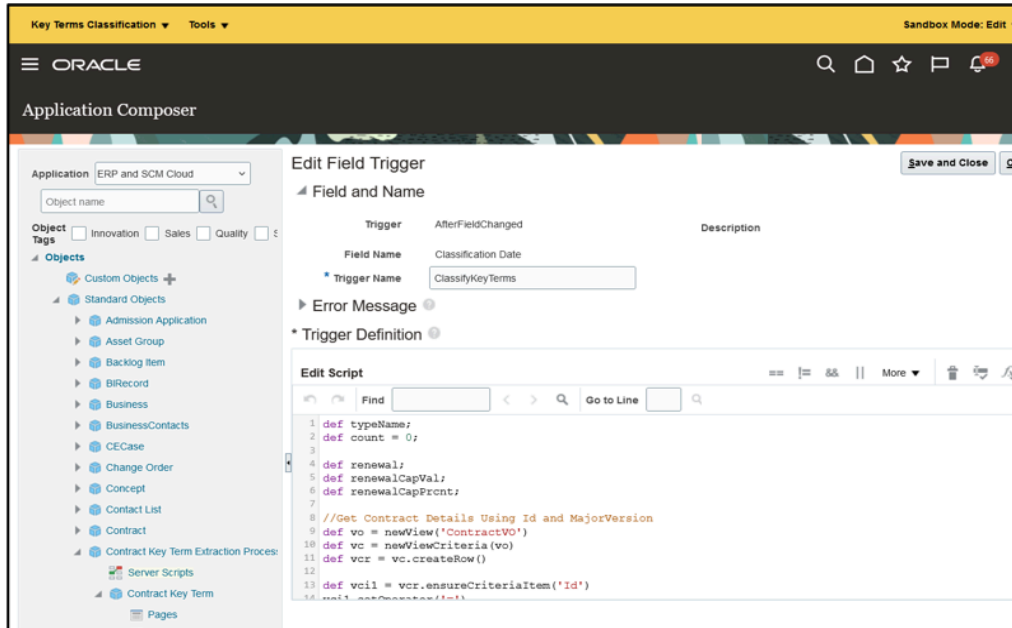 Key Terms Classification Tools Sandbox Mode: Edit
ORACLE 66
Application Composer
Application ERP and SCM Cloud
Object name
Object Tags Innovation Sales Quality
Objects
Custom Objects
Standard Objects
Admission Application
Asset Group
Backlog Item
BIRecord
Business
BusinessContacts
CECase
Change Order
Concept
Contact List
Contract
Contract Key Term Extraction Proces
Server Scripts
Contract Key Term
Pages
Edit Field Trigger Save and Close
Field and Name
Trigger AfterFieldChanged Description
Field Name Classification Date
* Trigger Name ClassifyKeyTerms
Error Message
* Trigger Definition
Edit Script == != && || More
Find Go to Line
1 def typeName;
2 def count = 0;
3
4 def renewal;
5 def renewalCapVal;
6 def renewalCapPrcnt;
7
8 //Get Contract Details Using Id and MajorVersion
9 def vo = newView('ContractVO')
10 def vc = newViewCriteria(vo)
11 def vcr = vc.createRow()
12
13 def vci1 = vcr.ensureCriteriaItem('Id')
14 vci1.setOperator('=')